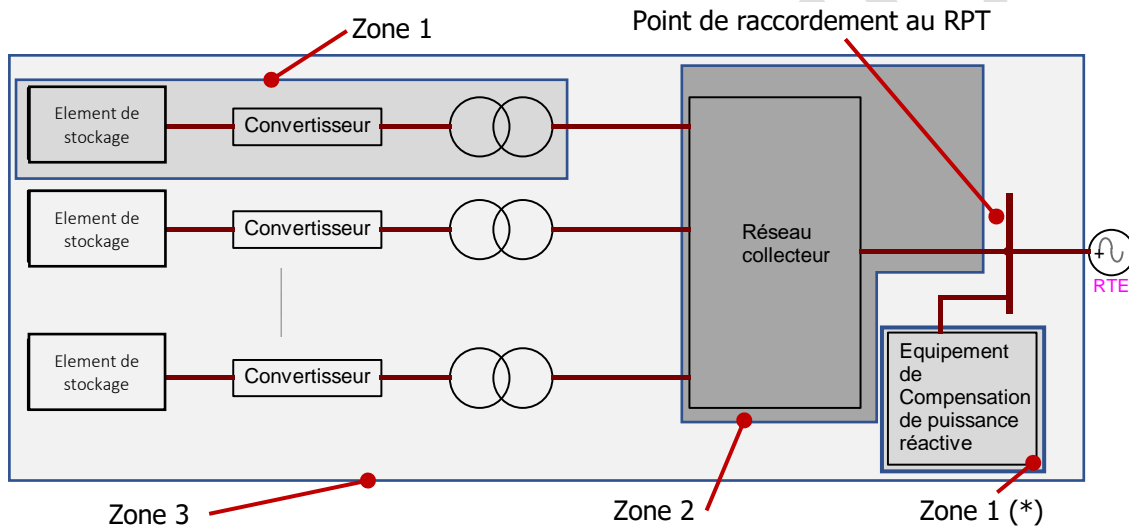 Zone 1
Point de raccordement au RPT
Element de
stockage
Convertisseur
Element de
stockage
Convertisseur
Réseau
collecteur
RTE
Element de
stockage
Convertisseur
Equipement
de
Compensation
de puissance
réactive
Zone 3
Zone 2
Zone 1 (*)